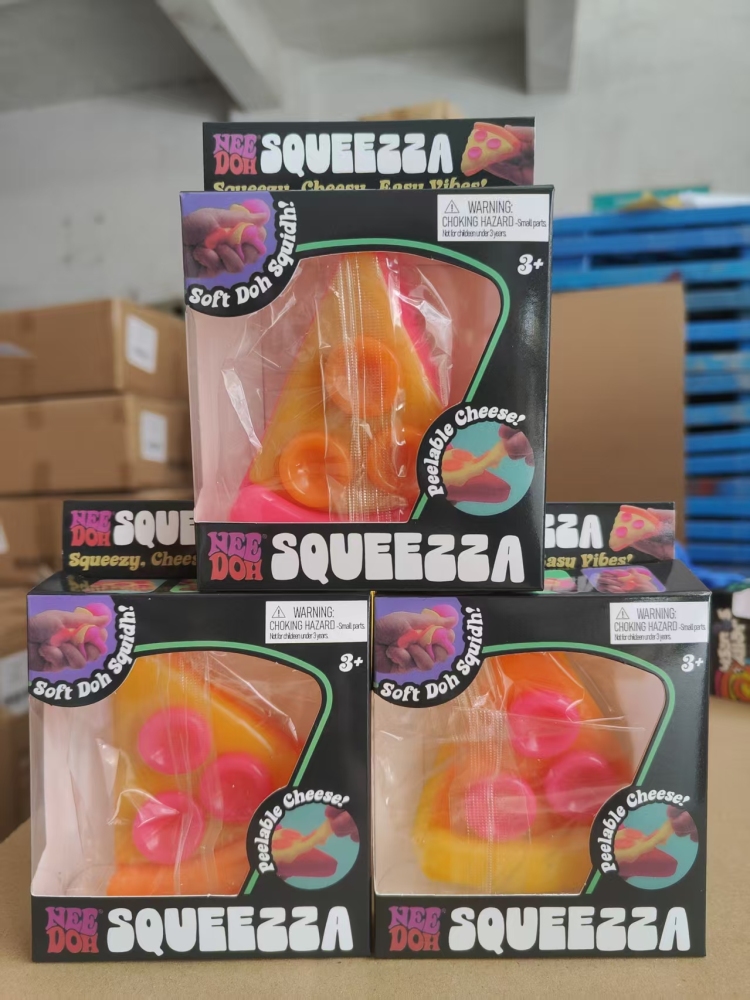 NEE DOH SQUEEZZA
Squeezy, Cheesy, Easy Vibes!
Soft Doh Squidh!
WARNING:
CHOKING HAZARD -Small parts.
Not for children under 3 years.
3+
Peelable Cheese!
NEE DOH SQUEEZZA
NEE DOH SQUE
Squeezy, Chees
ZZA
Easy Vibes!
Soft Doh Squidh!
WARNING:
CHOKING HAZARD -Small parts.
Not for children under 3 years.
3+
Peelable Cheese!
NEE DOH SQUEEZZA
Soft Doh Squidh!
WARNING:
CHOKING HAZARD -Small parts.
Not for children under 3 years.
3+
Peelable Cheese!
NEE DOH SQUEEZZA